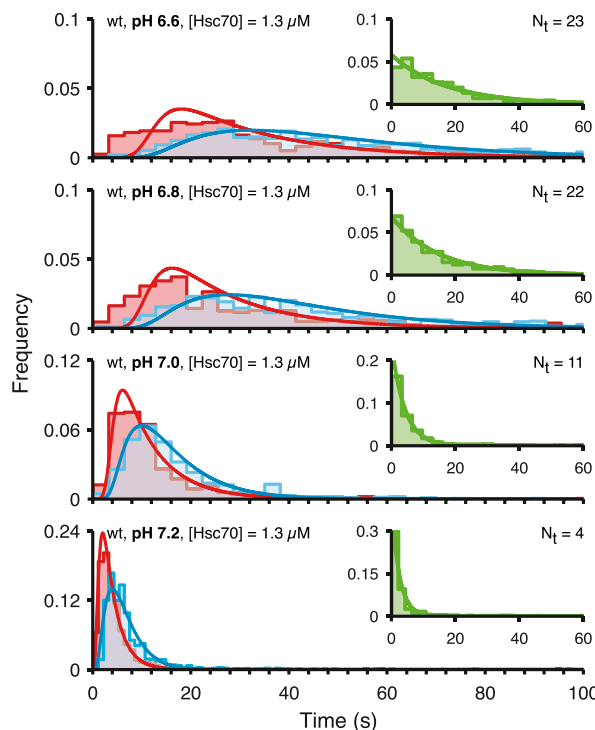 0.1
wt, pH 6.6, [Hsc70] = 1.3 µM
0.1
N_t = 23
0.05
0.05
0
0
0 20 40 60
0.1
wt, pH 6.8, [Hsc70] = 1.3 µM
0.1
N_t = 22
0.05
0.05
0
0
0 20 40 60
Frequency
0.12
wt, pH 7.0, [Hsc70] = 1.3 µM
0.2
N_t = 11
0.1
0.06
0
0
0 20 40 60
0.24
wt, pH 7.2, [Hsc70] = 1.3 µM
0.3
N_t = 4
0.15
0.12
0
0
0 20 40 60
0 20 40 60 80 100
Time (s)